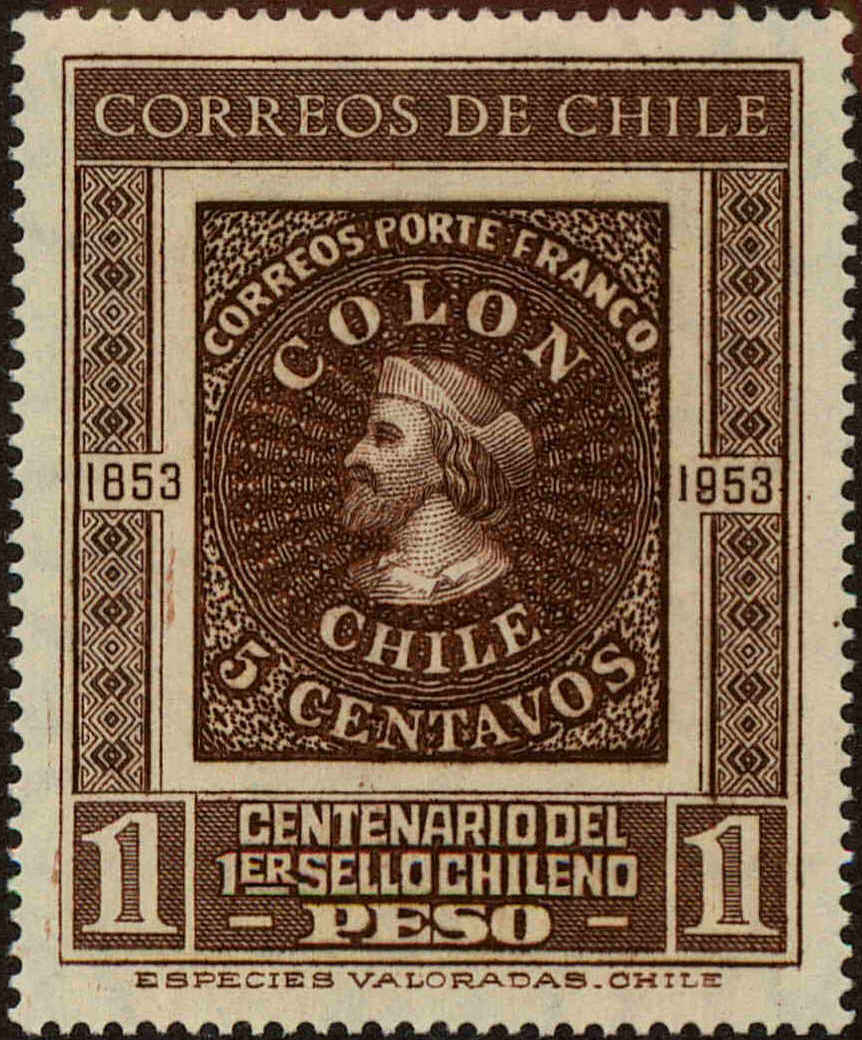 CORREOS DE CHILE
CORREOS PORTE FRANCO
COLON
1853
1953
CHILE
5 CENTAVOS
1
CENTENARIO DEL
1ER SELLO CHILENO
- PESO -
1
ESPECIES VALORADAS.CHILE